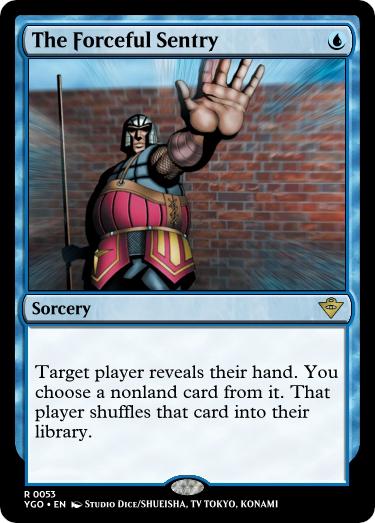 The Forceful Sentry
Sorcery
Target player reveals their hand. You
choose a nonland card from it. That
player shuffles that card into their
library.
R 0053
YGO • EN Studio Dice/SHUEISHA, TV TOKYO, KONAMI